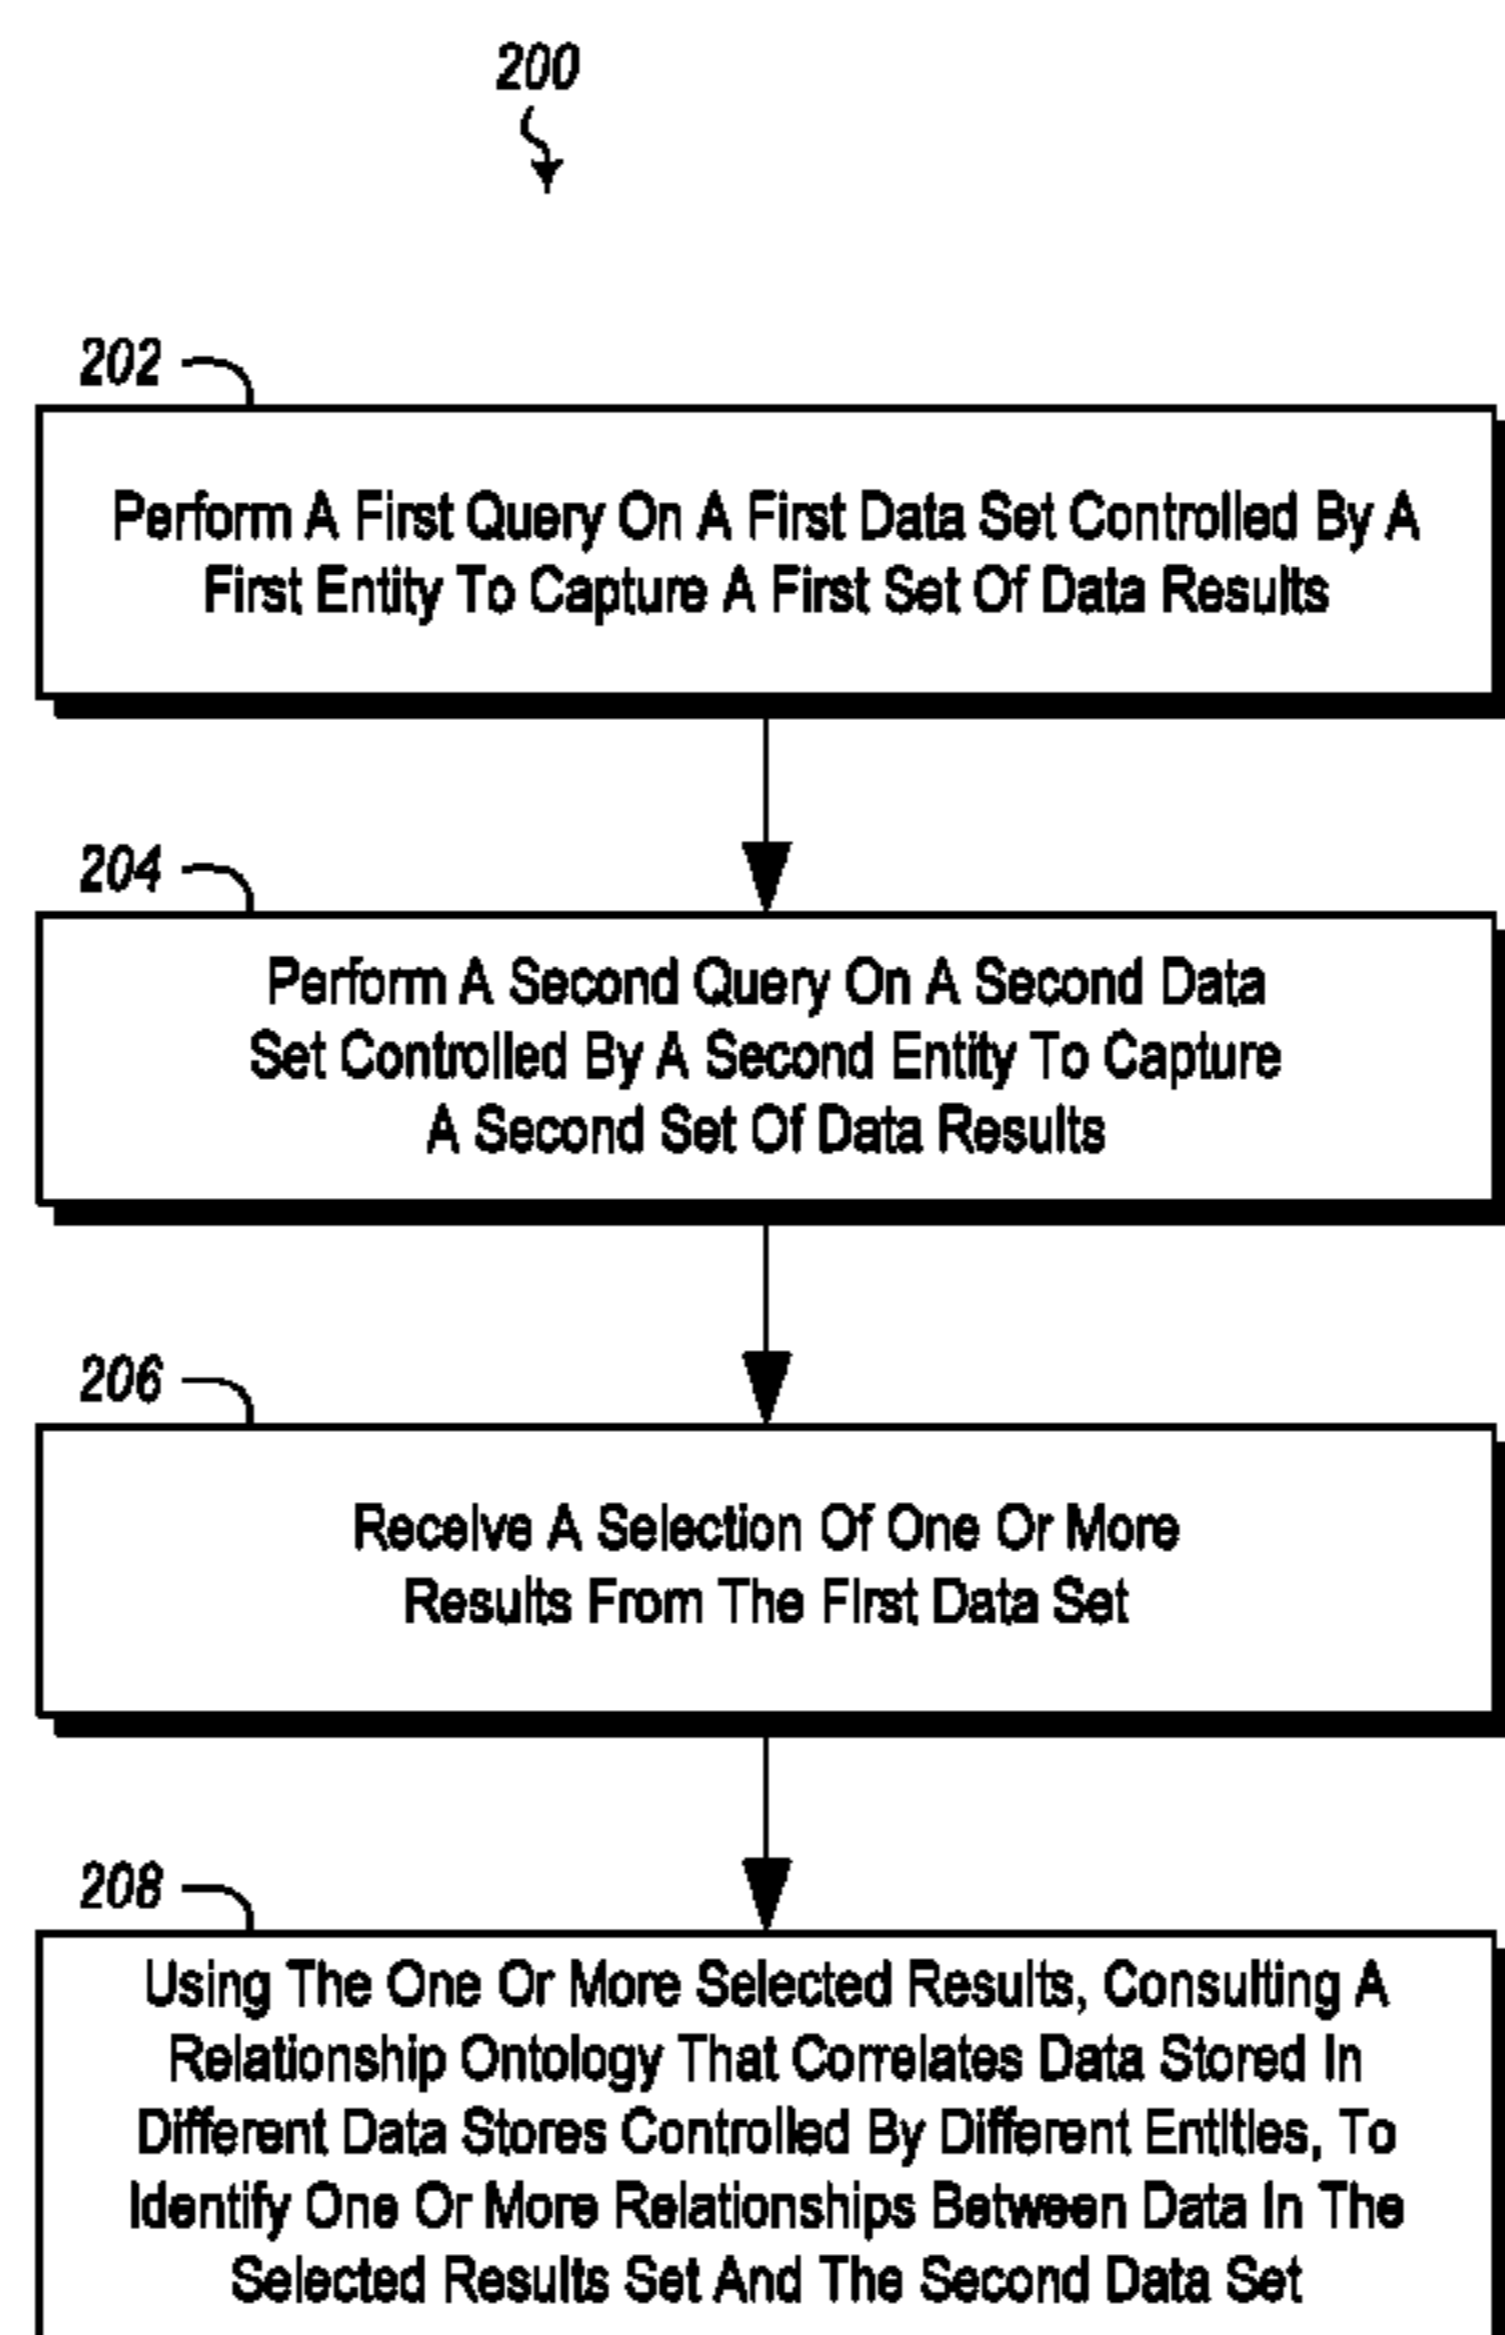 200
202
Perform A First Query On A First Data Set Controlled By A
First Entity To Capture A First Set Of Data Results
204
Perform A Second Query On A Second Data
Set Controlled By A Second Entity To Capture
A Second Set Of Data Results
206
Receive A Selection Of One Or More
Results From The First Data Set
208
Using The One Or More Selected Results, Consulting A
Relationship Ontology That Correlates Data Stored In
Different Data Stores Controlled By Different Entities, To
Identify One Or More Relationships Between Data In The
Selected Results Set And The Second Data Set